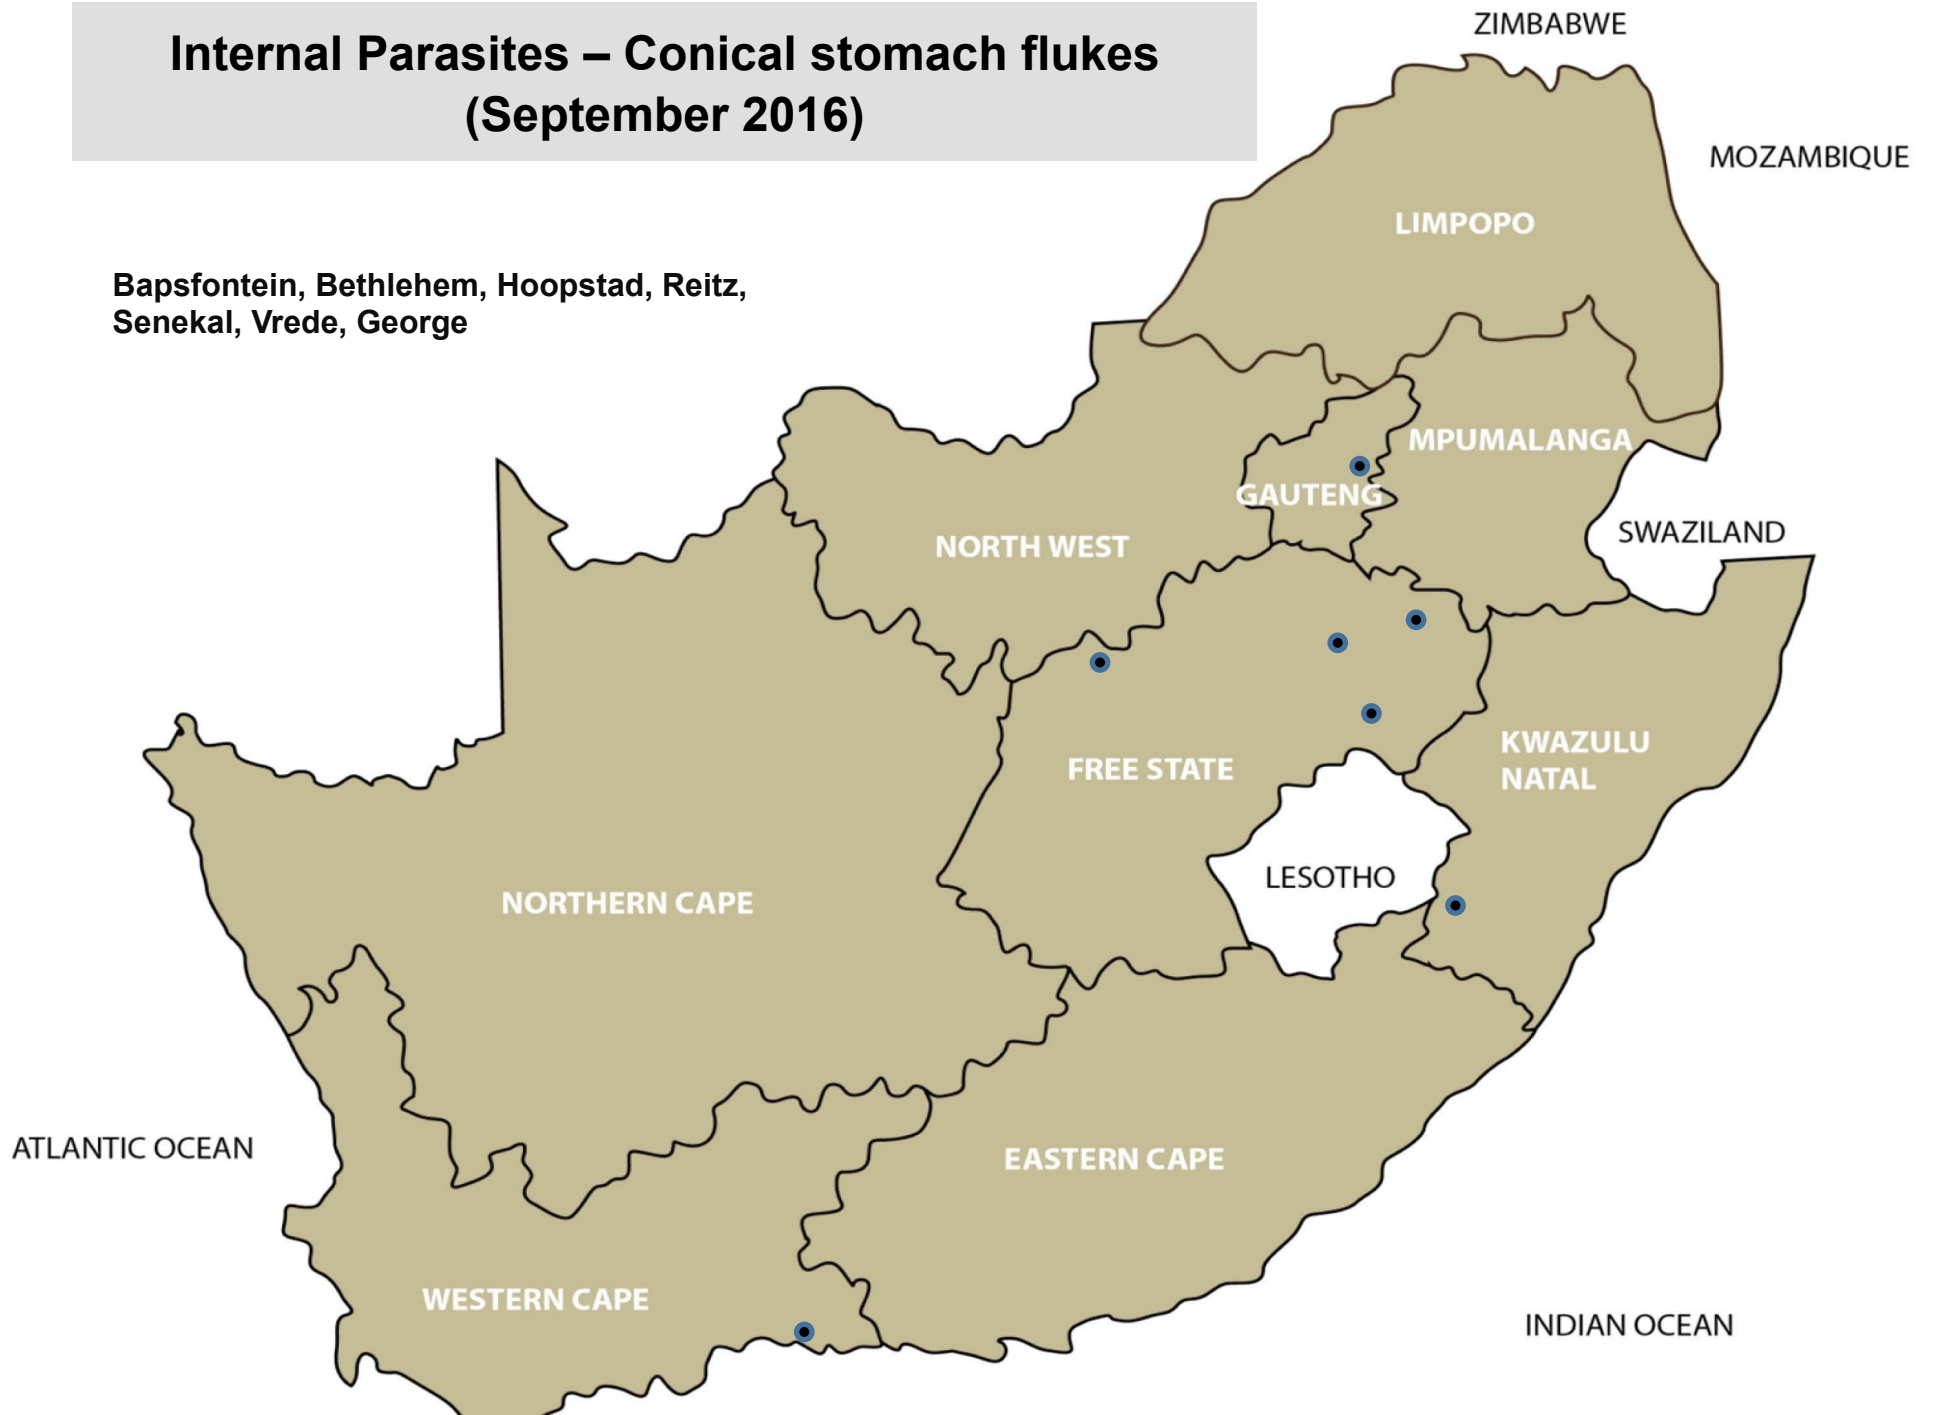 Internal Parasites – Conical stomach flukes
(September 2016)
ZIMBABWE
MOZAMBIQUE
LIMPOPO
Bapsfontein, Bethlehem, Hoopstad, Reitz,
Senekal, Vrede, George
MPUMALANGA
GAUTENG
SWAZILAND
NORTH WEST
KWAZULU
NATAL
FREE STATE
LESOTHO
NORTHERN CAPE
ATLANTIC OCEAN
EASTERN CAPE
WESTERN CAPE
INDIAN OCEAN